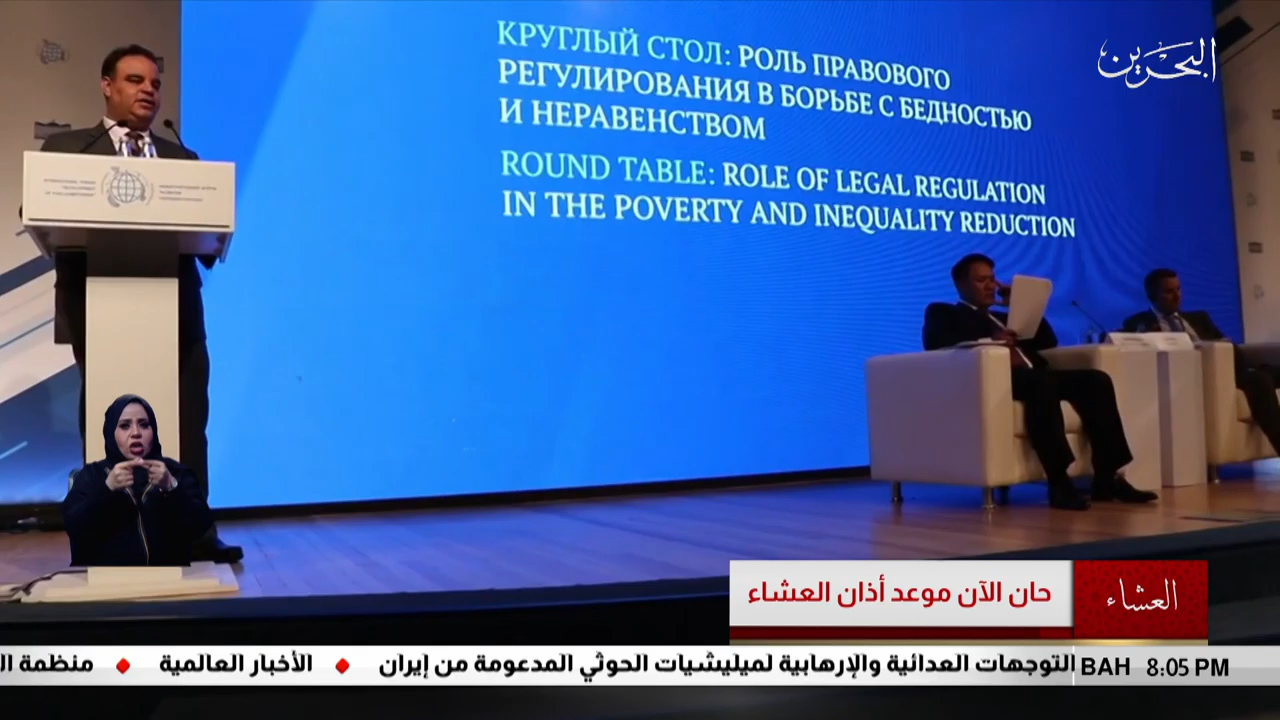 КРУГЛЫЙ СТОЛ: РОЛЬ ПРАВОВОГО
РЕГУЛИРОВАНИЯ В БОРЬБЕ С БЕДНОСТЬЮ
И НЕРАВЕНСТВОМ
ROUND TABLE: ROLE OF LEGAL REGULATION
IN THE POVERTY AND INEQUALITY REDUCTION
البحرين
حان الآن موعد أذان العشاء
العشاء
التوجهات العدائية والإرهابية لميليشيات الحوثي المدعومة من إيران ♦ الأخبار العالمية ♦ منظمة ال
BAH 8:05 PM